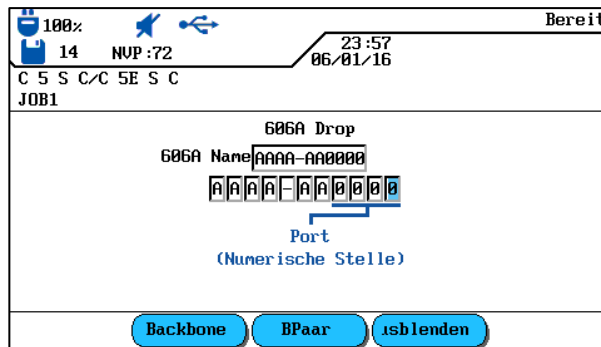 100% Bereit
14 NVP:72 23:57
06/01/16
C 5 S C/C 5E S C
JOB1
606A Drop
606A Name AAAA-AA0000
AAAA-AA0000
Port
(Numerische Stelle)
Backbone BPaar usblenden